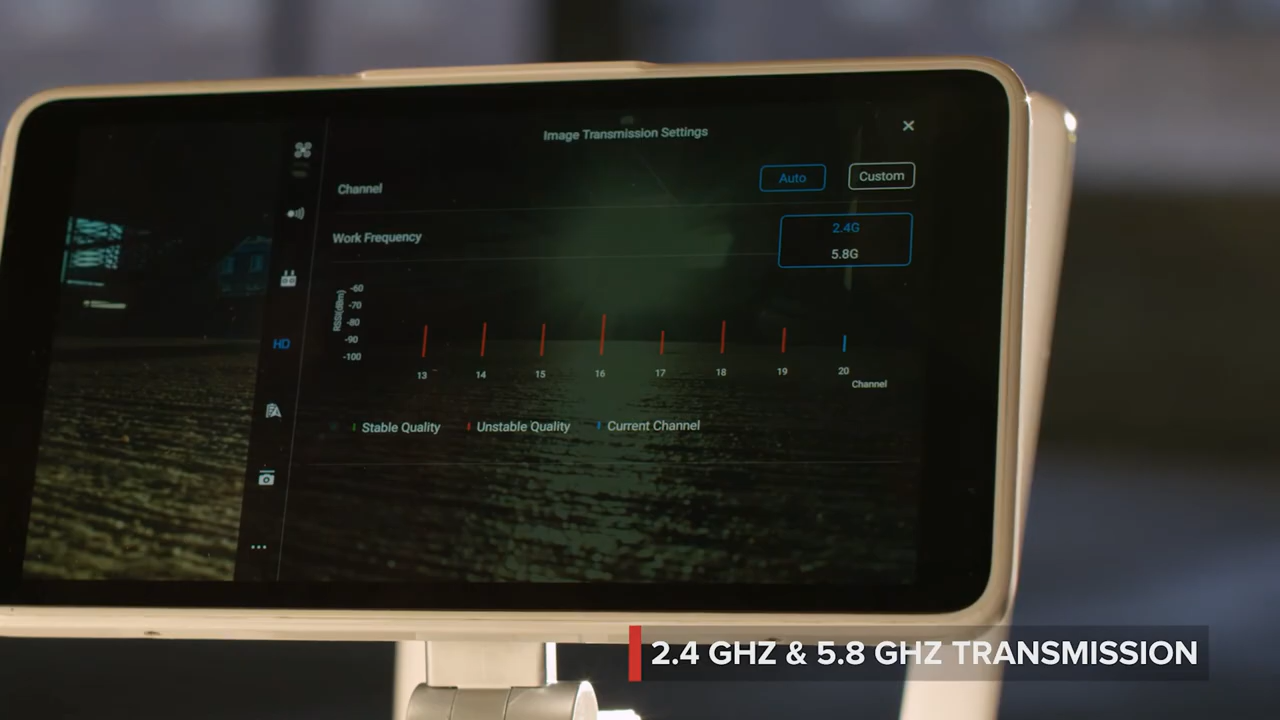 Image Transmission Settings
Channel
Auto
Custom
Work Frequency
2.4G
5.8G
RSSI(dBm)
-60
-70
-80
-90
-100
13 14 15 16 17 18 19 20
Channel
Stable Quality Unstable Quality Current Channel
HD
A
2.4 GHZ & 5.8 GHZ TRANSMISSION